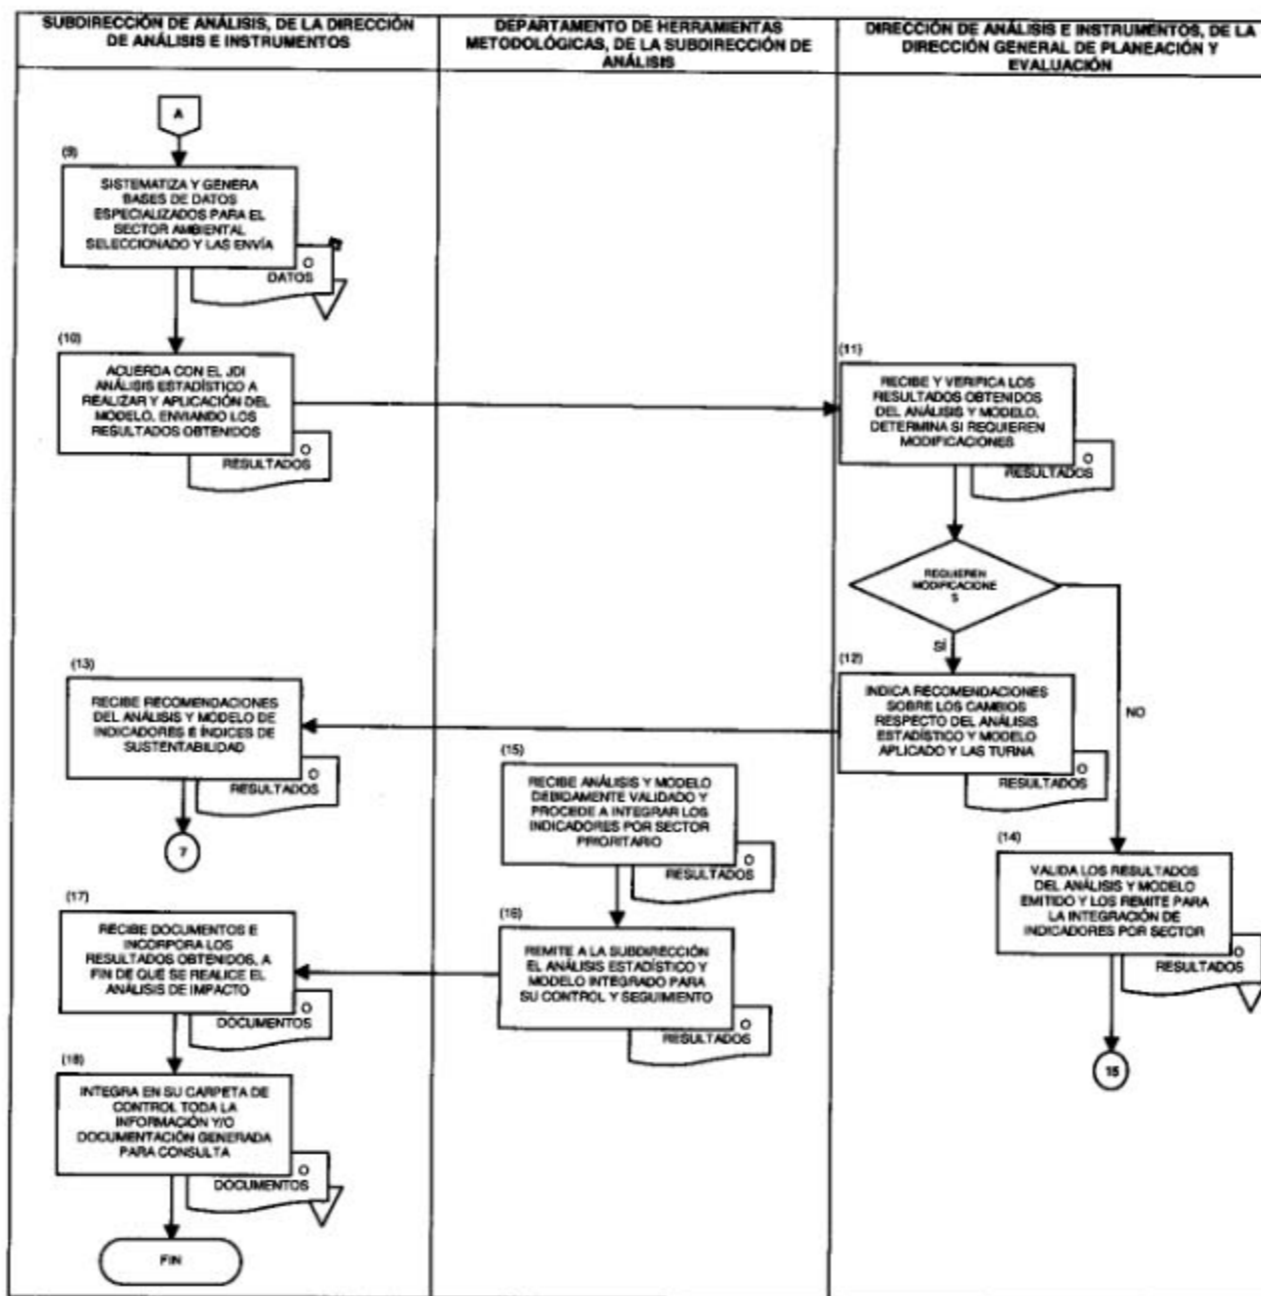 SUBDIRECCIÓN DE ANÁLISIS, DE LA DIRECCIÓN
DE ANÁLISIS E INSTRUMENTOS
DEPARTAMENTO DE HERRAMIENTAS
METODOLÓGICAS, DE LA SUBDIRECCIÓN DE
ANÁLISIS
DIRECCIÓN DE ANÁLISIS E INSTRUMENTOS, DE LA
DIRECCIÓN GENERAL DE PLANEACIÓN Y
EVALUACIÓN
A
(9)
SISTEMATIZA Y GENERA
BASES DE DATOS
ESPECIALIZADOS PARA EL
SECTOR AMBIENTAL
SELECCIONADO Y LAS ENVÍA
O
DATOS
(10)
ACUERDA CON EL JDI
ANÁLISIS ESTADÍSTICO A
REALIZAR Y APLICACIÓN DEL
MODELO, ENVIANDO LOS
RESULTADOS OBTENIDOS
O
RESULTADOS
(11)
RECIBE Y VERIFICA LOS
RESULTADOS OBTENIDOS
DEL ANÁLISIS Y MODELO,
DETERMINA SI REQUIEREN
MODIFICACIONES
O
RESULTADOS
REQUIEREN
MODIFICACIONE
S
SÍ
NO
(12)
INDICA RECOMENDACIONES
SOBRE LOS CAMBIOS
RESPECTO DEL ANÁLISIS
ESTADÍSTICO Y MODELO
APLICADO Y LAS TURNA
O
RESULTADOS
(13)
RECIBE RECOMENDACIONES
DEL ANÁLISIS Y MODELO DE
INDICADORES E ÍNDICES DE
SUSTENTABILIDAD
O
RESULTADOS
7
(14)
VALIDA LOS RESULTADOS
DEL ANÁLISIS Y MODELO
EMITIDO Y LOS REMITE PARA
LA INTEGRACIÓN DE
INDICADORES POR SECTOR
O
RESULTADOS
15
(15)
RECIBE ANÁLISIS Y MODELO
DEBIDAMENTE VALIDADO Y
PROCEDE A INTEGRAR LOS
INDICADORES POR SECTOR
PRIORITARIO
O
RESULTADOS
(16)
REMITE A LA SUBDIRECCIÓN
EL ANÁLISIS ESTADÍSTICO Y
MODELO INTEGRADO PARA
SU CONTROL Y SEGUIMIENTO
O
RESULTADOS
(17)
RECIBE DOCUMENTOS E
INCORPORA LOS
RESULTADOS OBTENIDOS, A
FIN DE QUE SE REALICE EL
ANÁLISIS DE IMPACTO
O
DOCUMENTOS
(18)
INTEGRA EN SU CARPETA DE
CONTROL TODA LA
INFORMACIÓN Y/O
DOCUMENTACIÓN GENERADA
PARA CONSULTA
O
DOCUMENTOS
FIN